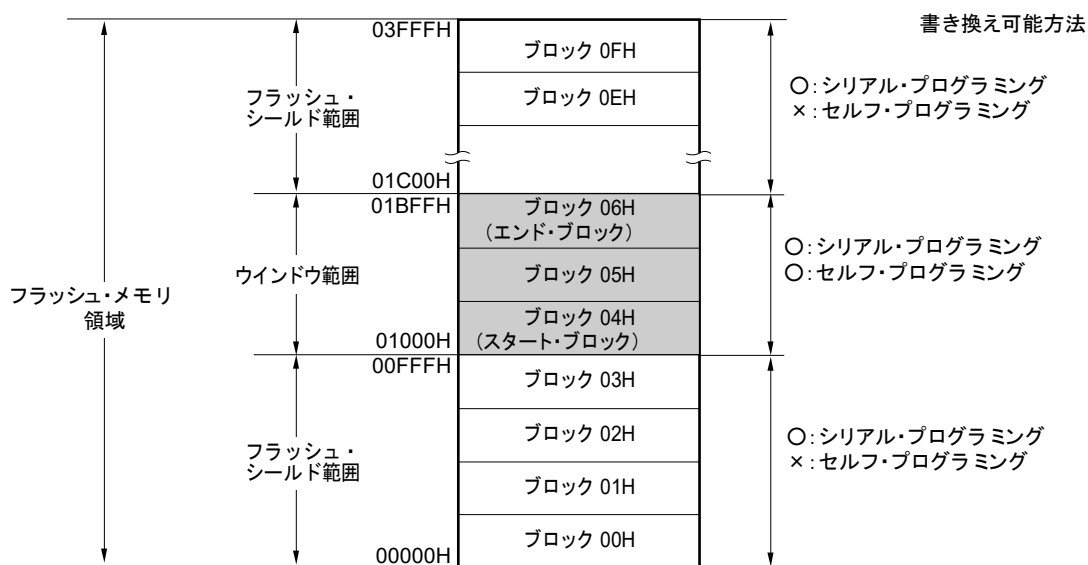 書き換え可能方法
03FFFH
ブロック 0FH
ブロック 0EH
フラッシュ・
シールド範囲
○:シリアル・プログラミング
×:セルフ・プログラミング
01C00H
01BFFH
ブロック 06H
(エンド・ブロック)
ブロック 05H
ブロック 04H
(スタート・ブロック)
ウインドウ範囲
○:シリアル・プログラミング
○:セルフ・プログラミング
フラッシュ・メモリ
領域
01000H
00FFFH
ブロック 03H
ブロック 02H
ブロック 01H
ブロック 00H
フラッシュ・
シールド範囲
○:シリアル・プログラミング
×:セルフ・プログラミング
00000H